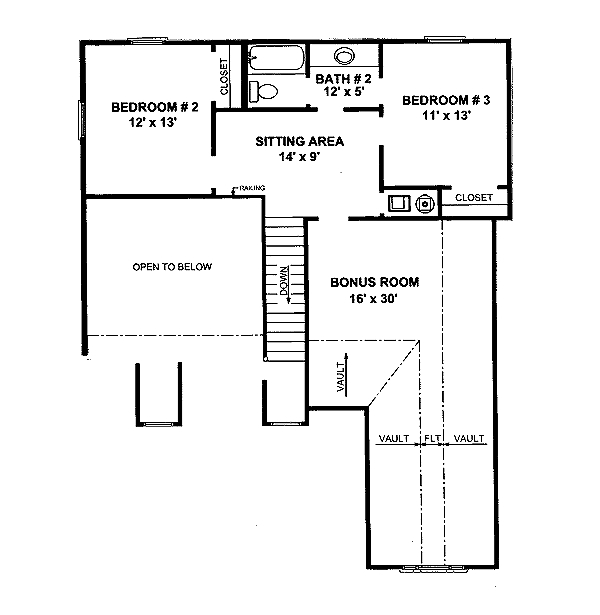 CLOSET
BATH # 2
12' x 5'
BEDROOM # 2
12' x 13'
BEDROOM # 3
11' x 13'
SITTING AREA
14' x 9'
RAKING
CLOSET
OPEN TO BELOW
DOWN
BONUS ROOM
16' x 30'
VAULT
VAULT
FLT
VAULT